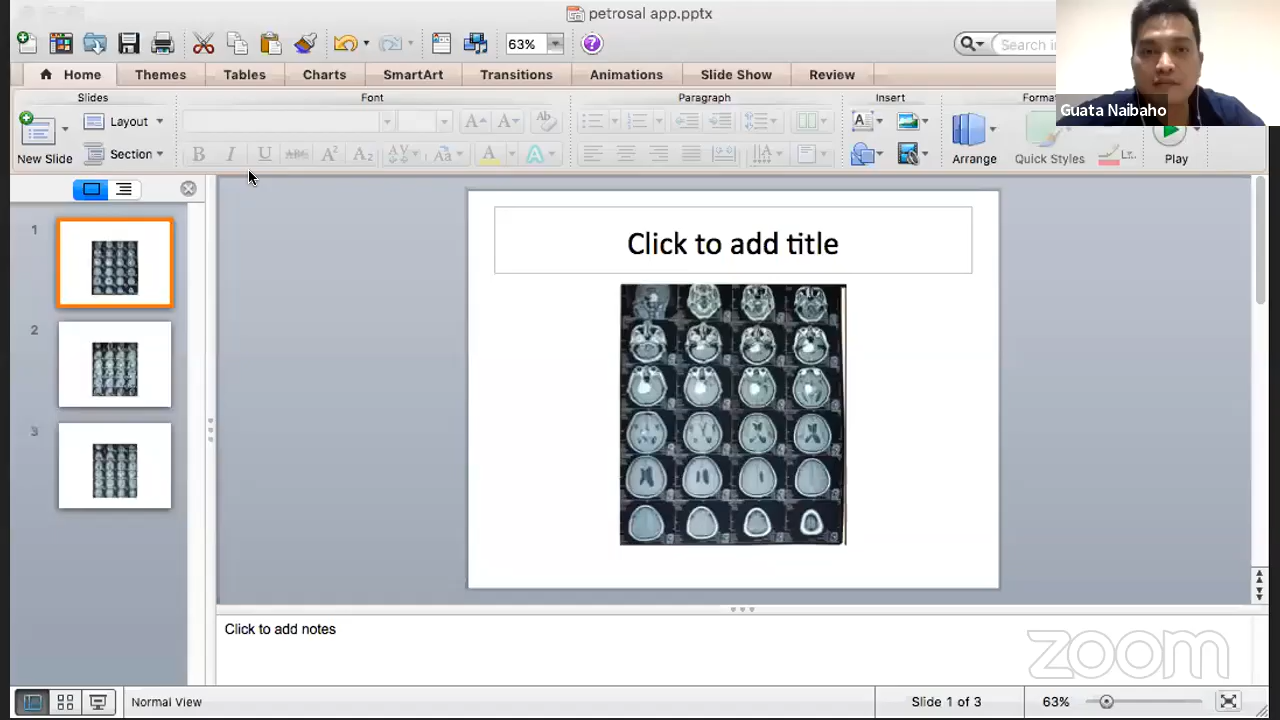 petrosal app.pptx
63%
Search in
Guata Naibaho
Home Themes Tables Charts SmartArt Transitions Animations Slide Show Review
Slides Font Paragraph Insert Format
New Slide
Layout
Section
Arrange
Quick Styles
Play
1
2
3
Click to add title
Click to add notes
zoom
Normal View
Slide 1 of 3
63%